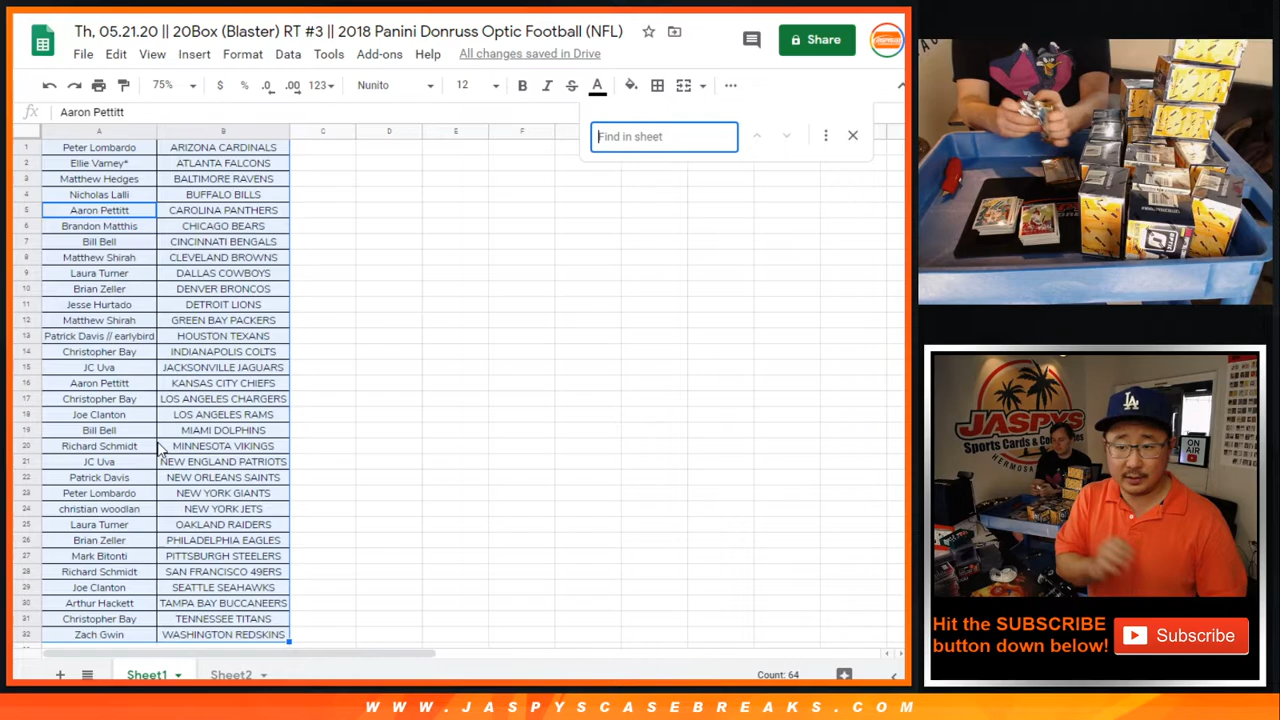 Th, 05.21.20 || 20Box (Blaster) RT #3 || 2018 Panini Donruss Optic Football (NFL)
File Edit View Insert Format Data Tools Add-ons Help All changes saved in Drive
Share
75% $ % .0 .00 123 Nunito 12 B I S A
fx Aaron Pettitt
Find in sheet
A B C D E F
1 Peter Lombardo ARIZONA CARDINALS
2 Ellie Varney* ATLANTA FALCONS
3 Matthew Hedges BALTIMORE RAVENS
4 Nicholas Lalli BUFFALO BILLS
5 Aaron Pettitt CAROLINA PANTHERS
6 Brandon Matthis CHICAGO BEARS
7 Bill Bell CINCINNATI BENGALS
8 Matthew Shirah CLEVELAND BROWNS
9 Laura Turner DALLAS COWBOYS
10 Brian Zeller DENVER BRONCOS
11 Jesse Hurtado DETROIT LIONS
12 Matthew Shirah GREEN BAY PACKERS
13 Patrick Davis // earlybird HOUSTON TEXANS
14 Christopher Bay INDIANAPOLIS COLTS
15 JC Uva JACKSONVILLE JAGUARS
16 Aaron Pettitt KANSAS CITY CHIEFS
17 Christopher Bay LOS ANGELES CHARGERS
18 Joe Clanton LOS ANGELES RAMS
19 Bill Bell MIAMI DOLPHINS
20 Richard Schmidt MINNESOTA VIKINGS
21 JC Uva NEW ENGLAND PATRIOTS
22 Patrick Davis NEW ORLEANS SAINTS
23 Peter Lombardo NEW YORK GIANTS
24 christian woodlan NEW YORK JETS
25 Laura Turner OAKLAND RAIDERS
26 Brian Zeller PHILADELPHIA EAGLES
27 Mark Bitonti PITTSBURGH STEELERS
28 Richard Schmidt SAN FRANCISCO 49ERS
29 Joe Clanton SEATTLE SEAHAWKS
30 Arthur Hackett TAMPA BAY BUCCANEERS
31 Christopher Bay TENNESSEE TITANS
32 Zach Gwin WASHINGTON REDSKINS
Sheet1 Sheet2 Count: 64
JASPYS
Sports Cards &
HERMOSA
LA
ON AIR
Hit the SUBSCRIBE
button down below!
Subscribe
WWW.JASPYSCASEBREAKS.COM